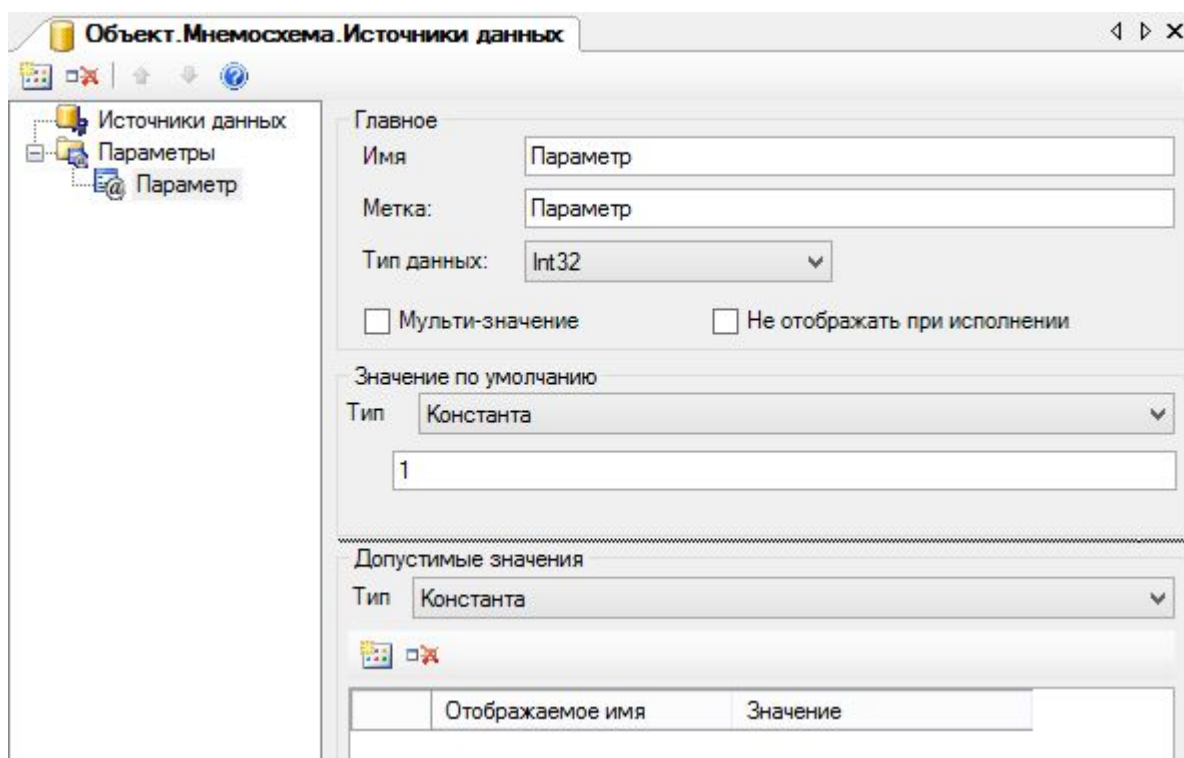 Объект.Мнемосхема.Источники данных
Источники данных
Параметры
Параметр
Главное
Имя Параметр
Метка: Параметр
Тип данных: Int32
Мульти-значение Не отображать при исполнении
Значение по умолчанию
Тип Константа
1
Допустимые значения
Тип Константа
Отображаемое имя Значение